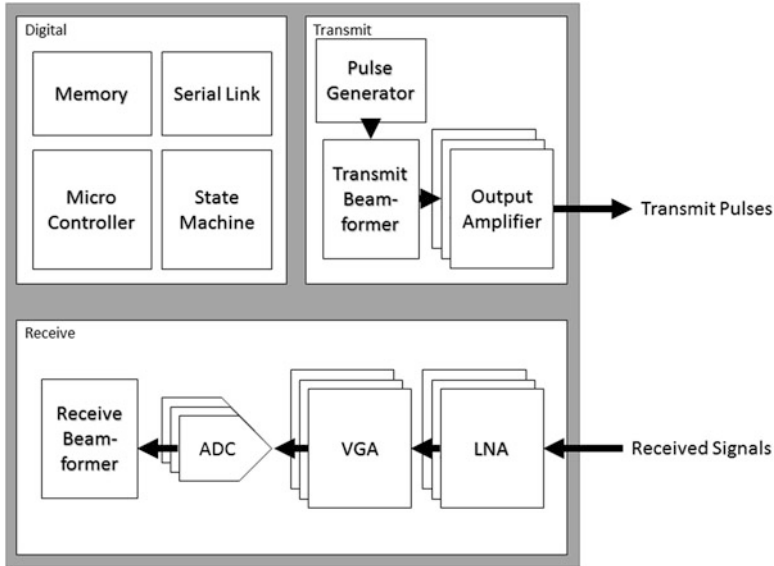 Digital
Memory
Serial Link
Micro
Controller
State
Machine
Transmit
Pulse
Generator
Transmit
Beam-
former
Output
Amplifier
Transmit Pulses
Receive
Receive
Beam-
former
ADC
VGA
LNA
Received Signals